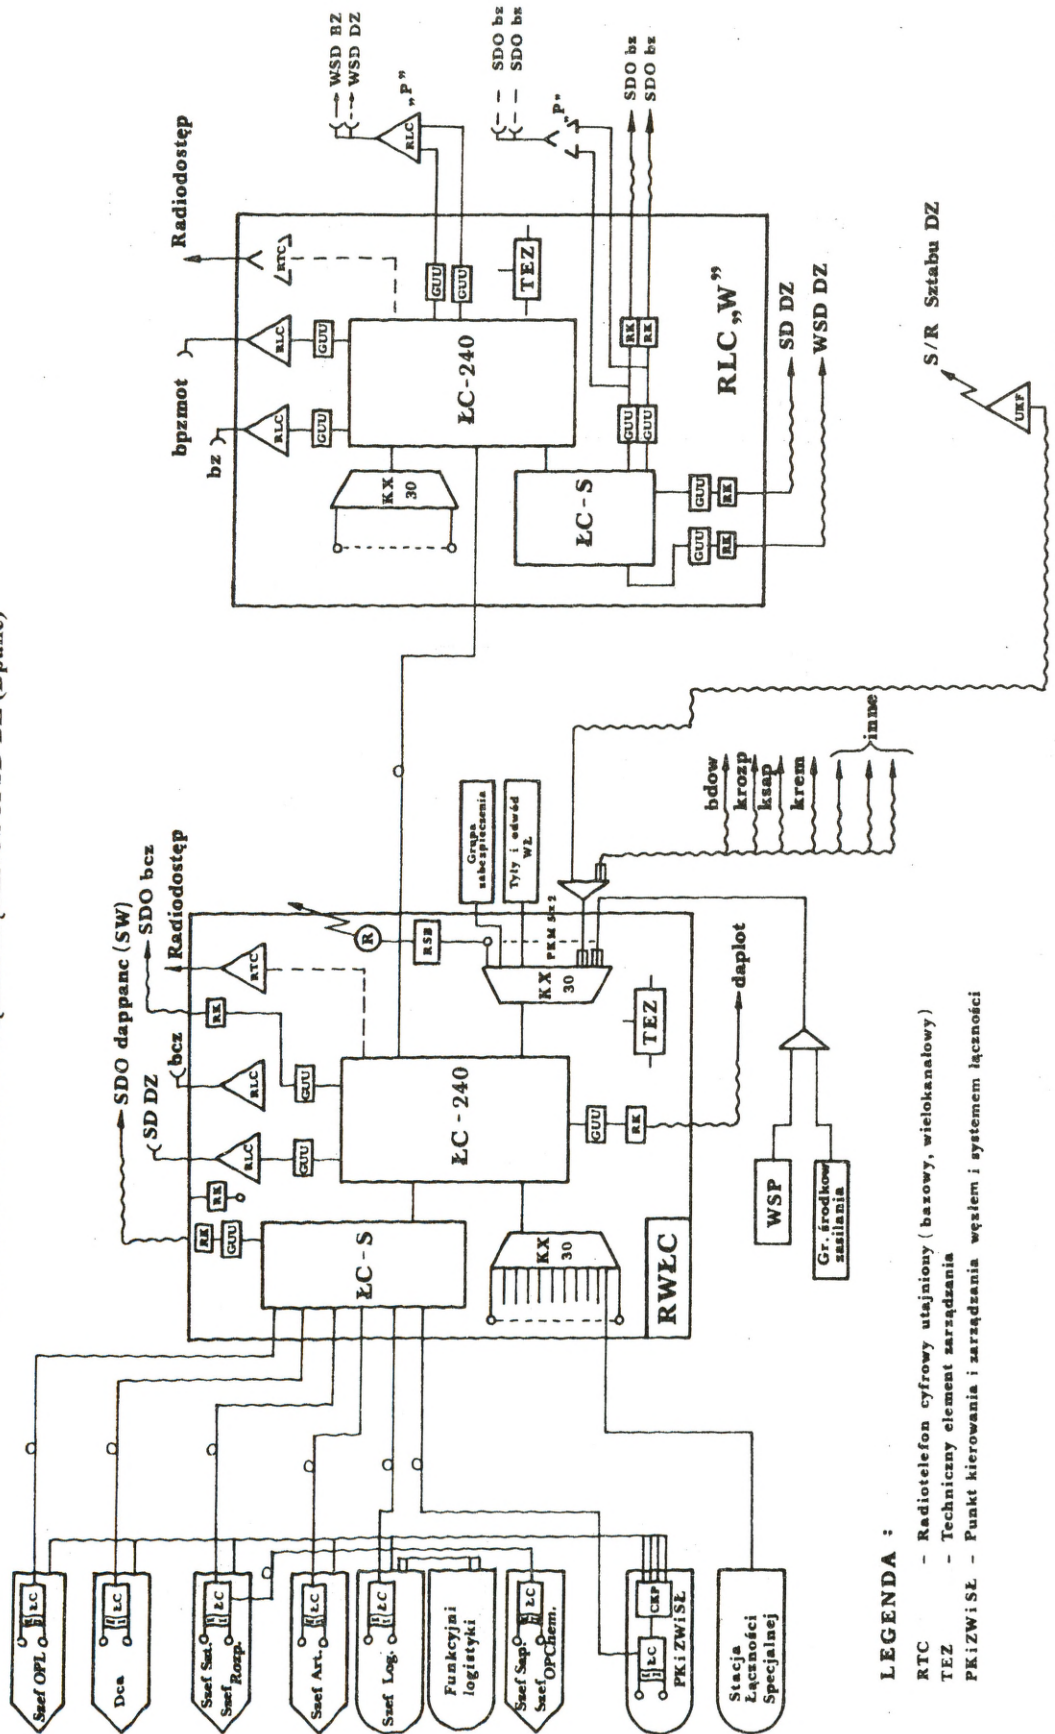 WSD BZ
WSD DZ
SDO bz
SDO bz
Radiodostęp
RLC
„P”
„P”
SDO bz
SDO bz
bpzmot
bz
RLC
RLC
RTC
GUU
GUU
GUU
GUU
TEZ
ŁC-240
KX
30
RK
RK
GUU
GUU
ŁC-S
RLC „W”
GUU
RK
GUU
RK
SD DZ
WSD DZ
S/R Sztabu DZ
UKF
SDO dappanc (SW)
SDO bcz
SD DZ
bcz
Radiodostęp
RK
RLC
RLC
RTC
R
RSB
Grupa
zabezpieczenia
Tyły i odwód
WŁ
RK
RK
GUU
GUU
GUU
ŁC-S
ŁC-240
KX
30
PKM 5x2
KX
30
TEZ
GUU
RK
RWŁC
daplot
bdow
krozp
ksap
krem
inne
WSP
Gr. środków
zasilania
Szef OPL
ŁC
Dca
ŁC
Szef Szt.
Szef Rozp.
ŁC
Szef Art.
ŁC
Szef Log.
ŁC
Funkcyjni
logistyki
Szef Sap.
Szef OPChem.
ŁC
PKiZWiSŁ
ŁC
CKP
Stacja
Łączności
Specjalnej
LEGENDA :
RTC - Radiotelefon cyfrowy utajniony ( bazowy, wielokanałowy )
TEZ - Techniczny element zarządzania
PKiZWiSŁ - Punkt kierowania i zarządzania węzłem i systemem łączności